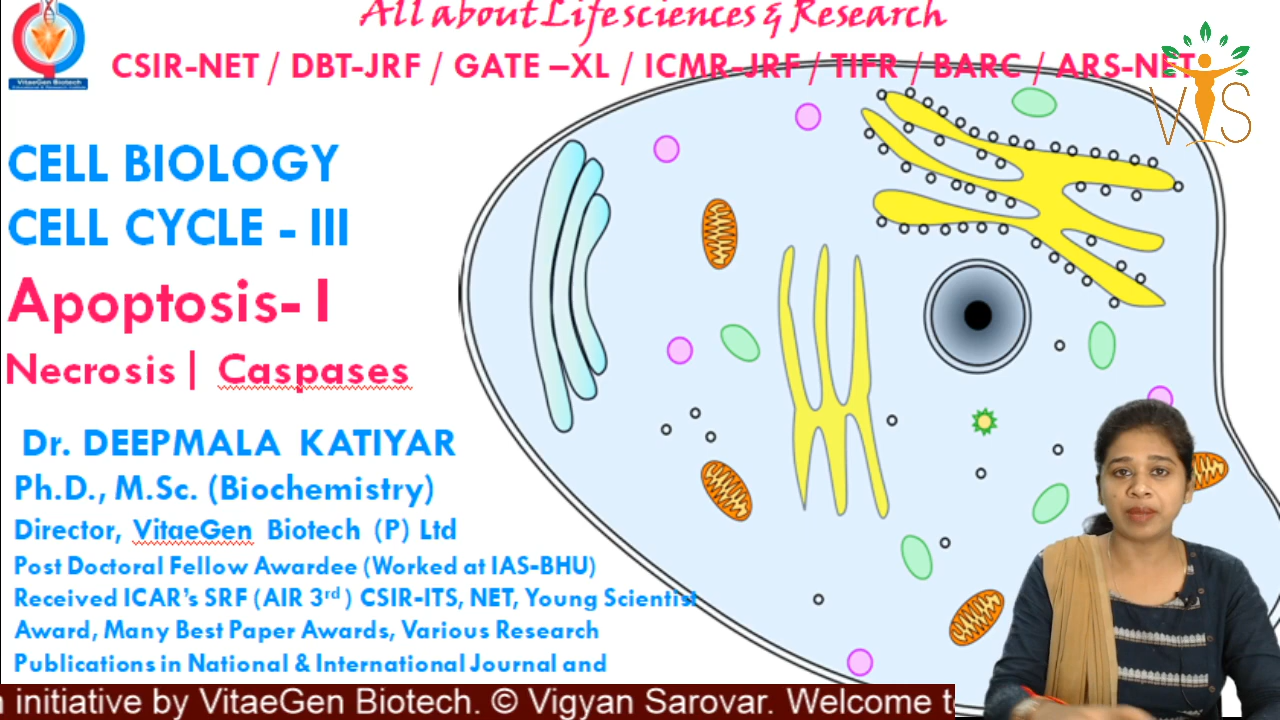 All about Lifesciences & Research
CSIR-NET / DBT-JRF / GATE –XL / ICMR-JRF / TIFR / BARC / ARS-NET
VitaeGen Biotech
VIS
CELL BIOLOGY
CELL CYCLE - III
Apoptosis- I
Necrosis| Caspases
Dr. DEEPMALA KATIYAR
Ph.D., M.Sc. (Biochemistry)
Director, VitaeGen Biotech (P) Ltd
Post Doctoral Fellow Awardee (Worked at IAS-BHU)
Received ICAR's SRF (AIR 3rd ) CSIR-ITS, NET, Young Scientist
Award, Many Best Paper Awards, Various Research
Publications in National & International Journal and
initiative by VitaeGen Biotech. © Vigyan Sarovar. Welcome